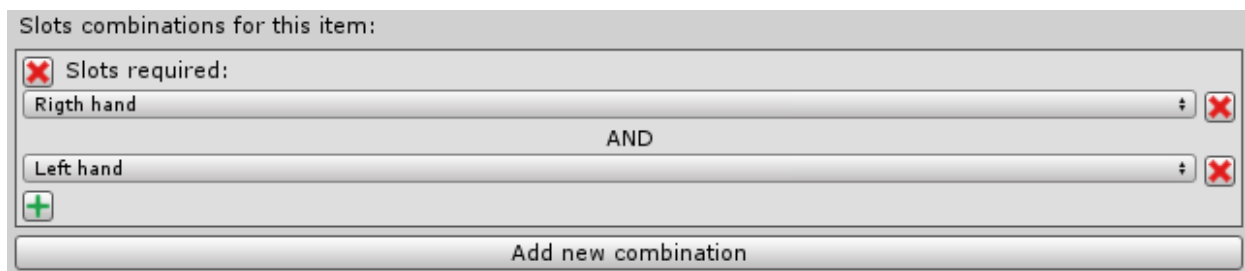 Slots combinations for this item:
Slots required:
Rigth hand
AND
Left hand
Add new combination